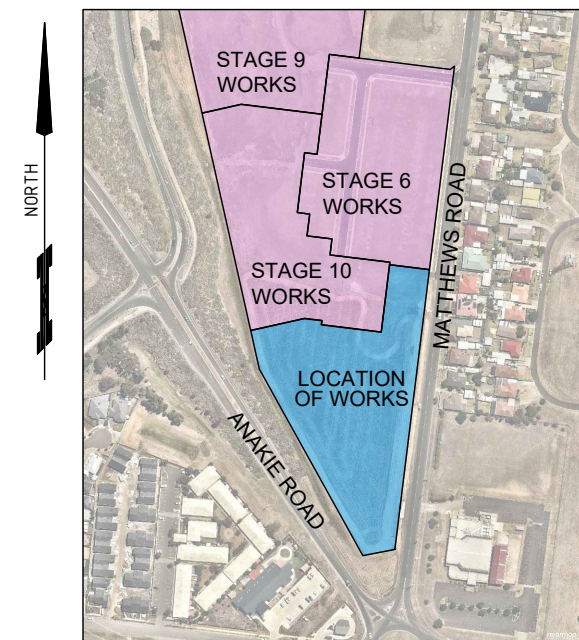 NORTH
STAGE 9
WORKS
STAGE 6
WORKS
STAGE 10
WORKS
LOCATION
OF WORKS
MATTHEWS ROAD
ANAKIE ROAD